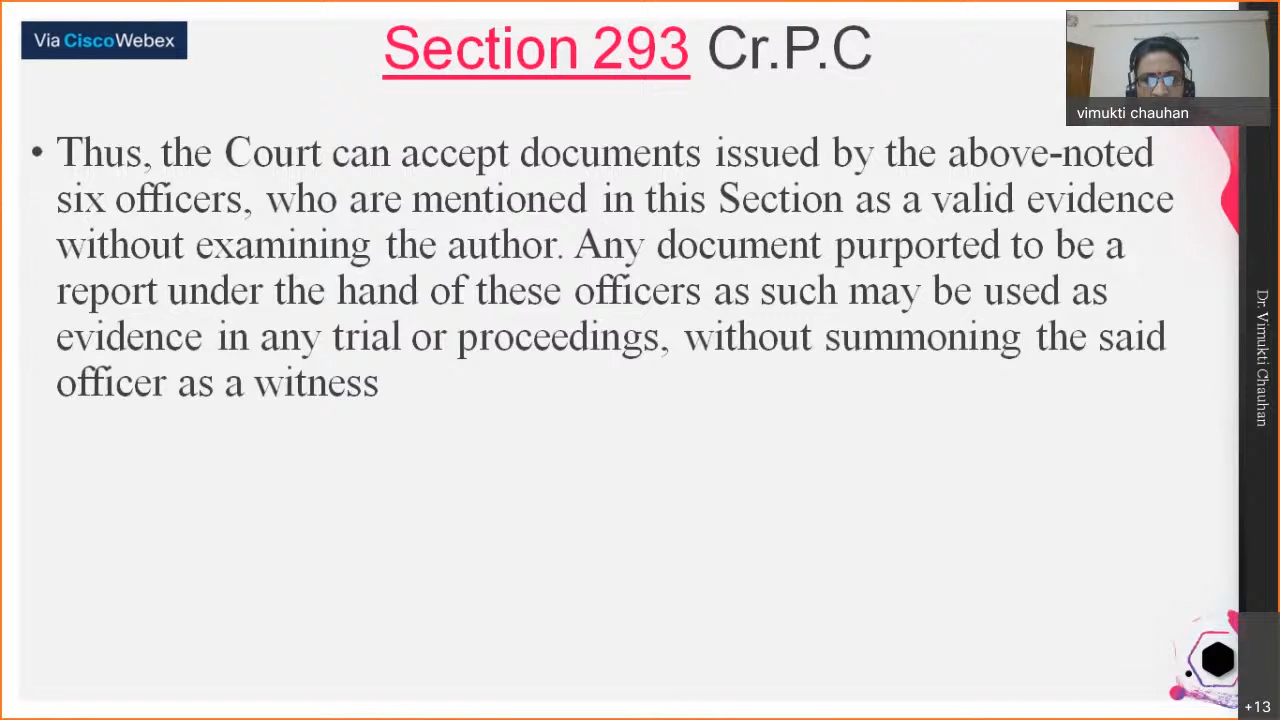 Via CiscoWebex
Section 293 Cr.P.C
vimukti chauhan
• Thus, the Court can accept documents issued by the above-noted
six officers, who are mentioned in this Section as a valid evidence
without examining the author. Any document purported to be a
report under the hand of these officers as such may be used as
evidence in any trial or proceedings, without summoning the said
officer as a witness
Dr. Vimukti Chauhan
+13